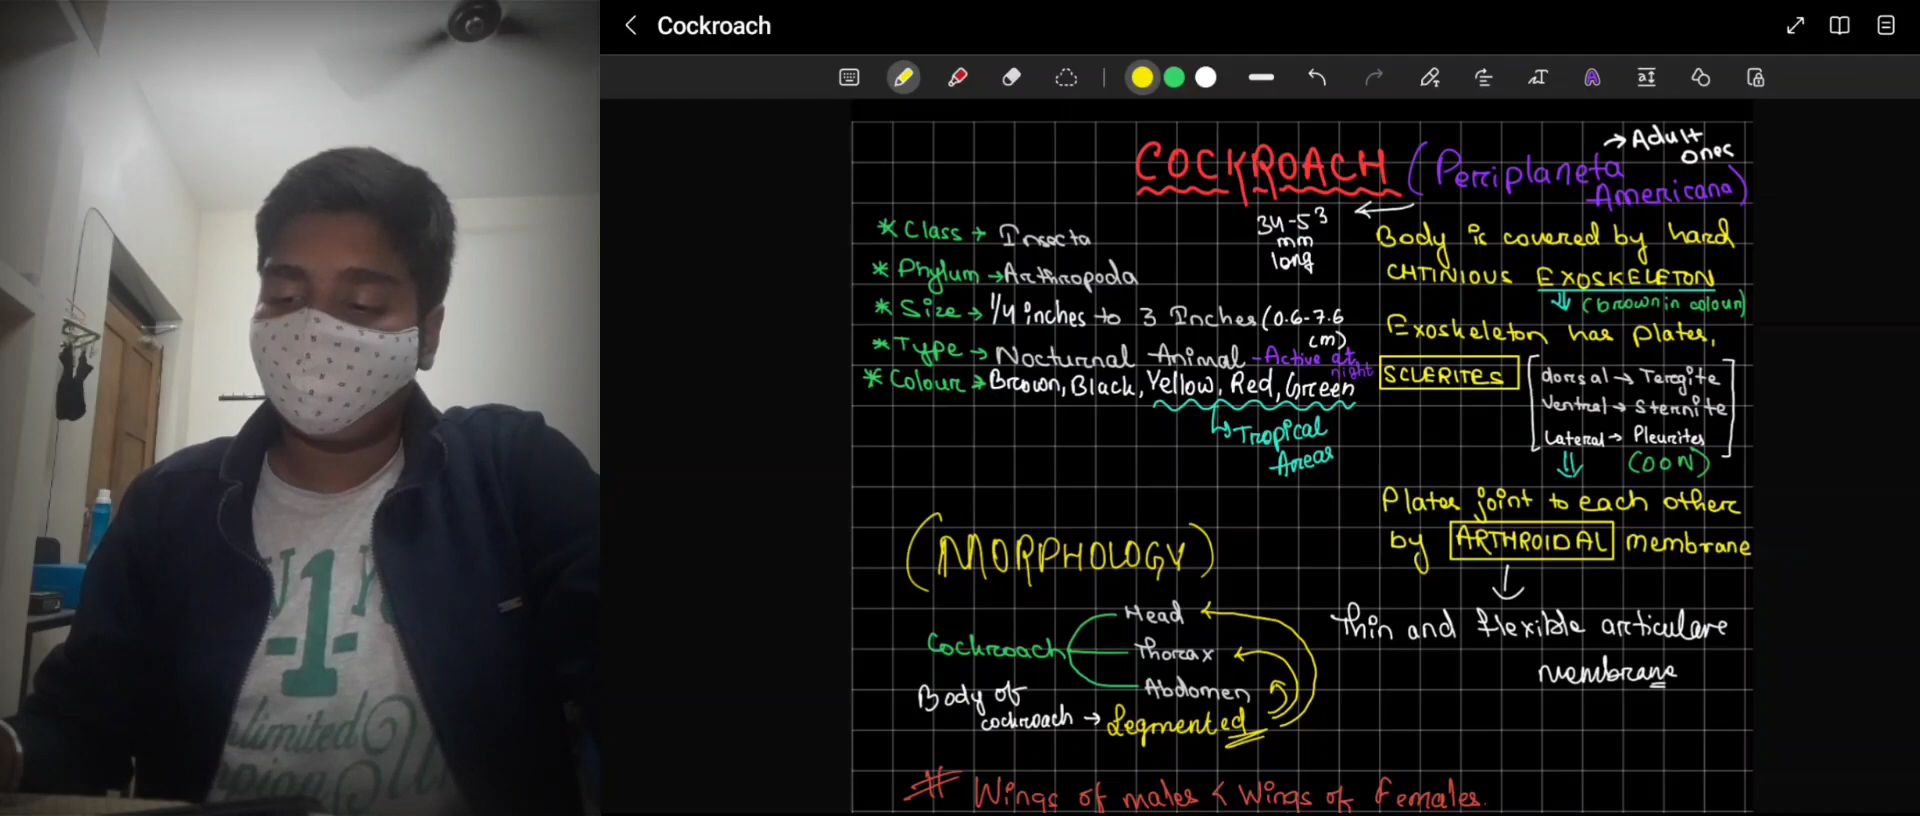 Cockroach
COCKROACH (Periplaneta Americana)
→ Adult ones
* Class → Insecta
* Phylum → Arthropoda
* Size → 1/4 inches to 3 Inches (0.6-7.6 cm)
* Type → Nocturnal Animal - Active at night
* Colour → Brown, Black, Yellow, Red, Green
↳ Tropical Areas
34-53
mm
long
Body is covered by hard
CHTINIOUS EXOSKELETON
⇓ (brown in colour)
Exoskeleton has plates,
SCLERITES
dorsal → Tergite
Ventral → Sternite
Lateral → Pleurites
Plates joint to each other
by ARTHROIDAL membrane
↓
Thin and flexible articulare
membrane
(MORPHOLOGY)
Cockroach
Head
Thorax
Abdomen
Body of
cockroach → Segmented
# Wings of males < Wings of Females.
1
limited